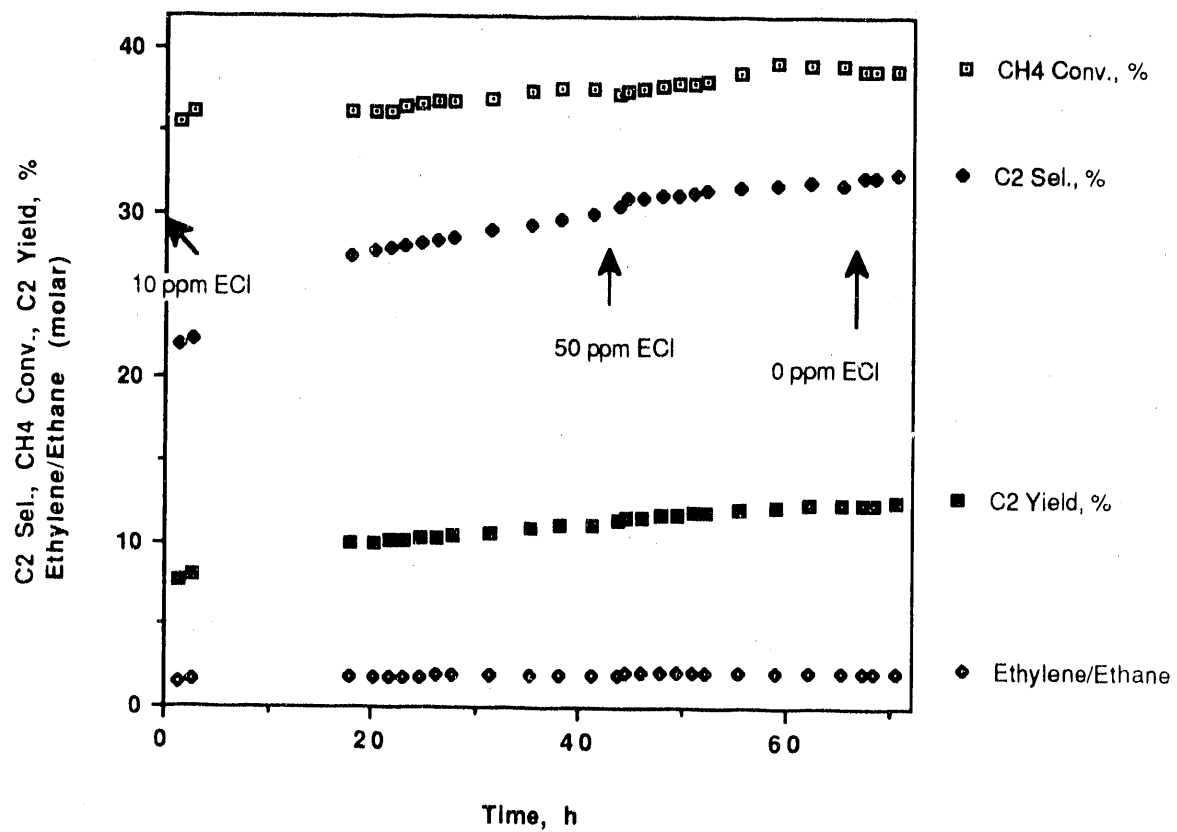 C2 Sel., CH4 Conv., C2 Yield, %
Ethylene/Ethane (molar)
40
30
20
10
0
0
20
40
60
Time, h
10 ppm ECl
50 ppm ECl
0 ppm ECl
CH4 Conv., %
C2 Sel., %
C2 Yield, %
Ethylene/Ethane